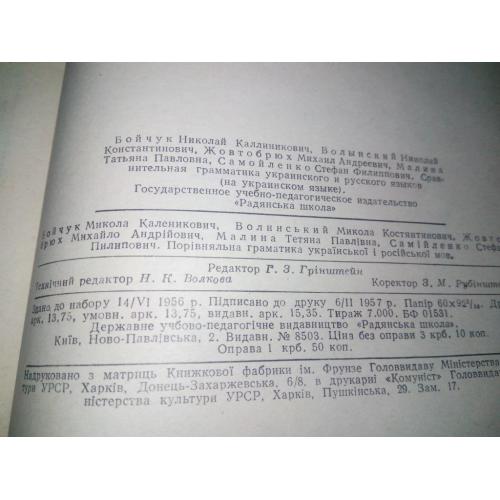 Бойчук Николай Каллиникович, Волынский Николай
Константинович, Жовтобрюх Михаил Андреевич, Малина
Татьяна Павловна, Самойленко Стефан Филиппович, Срав-
нительная грамматика украинского и русского языков
(на украинском языке).
Государственное учебно-педагогическое издательство
«Радянська школа»
Бойчук Микола Каленикович, Волинський Микола Костянтинович, Жовто-
брюх Михайло Андрійович, Малина Тетяна Павлівна, Самійленко Стефа
Пилипович. Порівняльна граматика української і російської мов.
Редактор Г. З. Грінштейн
Технічний редактор Н. К. Волкова
Коректор З. М. Рубінштей
Здано до набору 14/VI 1956 р. Підписано до друку 6/II 1957 р. Папір 60×92¹/₁₆. Д
арк. 13,75, умовн. арк. 13,75, видавн. арк. 15,35. Тираж 7.000. БФ 01531.
Державне учбово-педагогічне видавництво «Радянська школа».
Київ, Ново-Павлівська, 2. Видавн. № 8503. Ціна без оправи 3 крб. 10 коп.
Оправа 1 крб. 50 коп.
Надруковано з матриць Книжкової фабрики ім. Фрунзе Головвидаву Міністерства
тури УРСР, Харків, Донець-Захаржевська, 6/8, в друкарні «Комуніст» Головвидав
ністерства культури УРСР, Харків, Пушкінська, 29. Зам. 17.